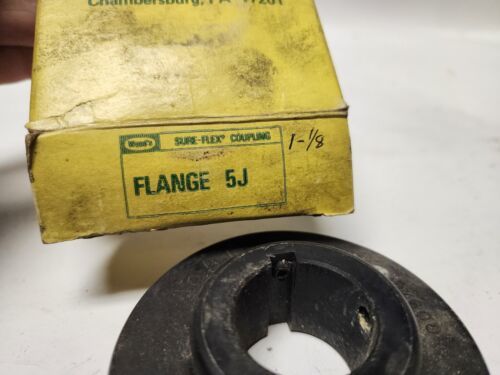 Chambersburg, PA 17201
Wood's
SURE-FLEX® COUPLING
1-1/8
FLANGE 5J